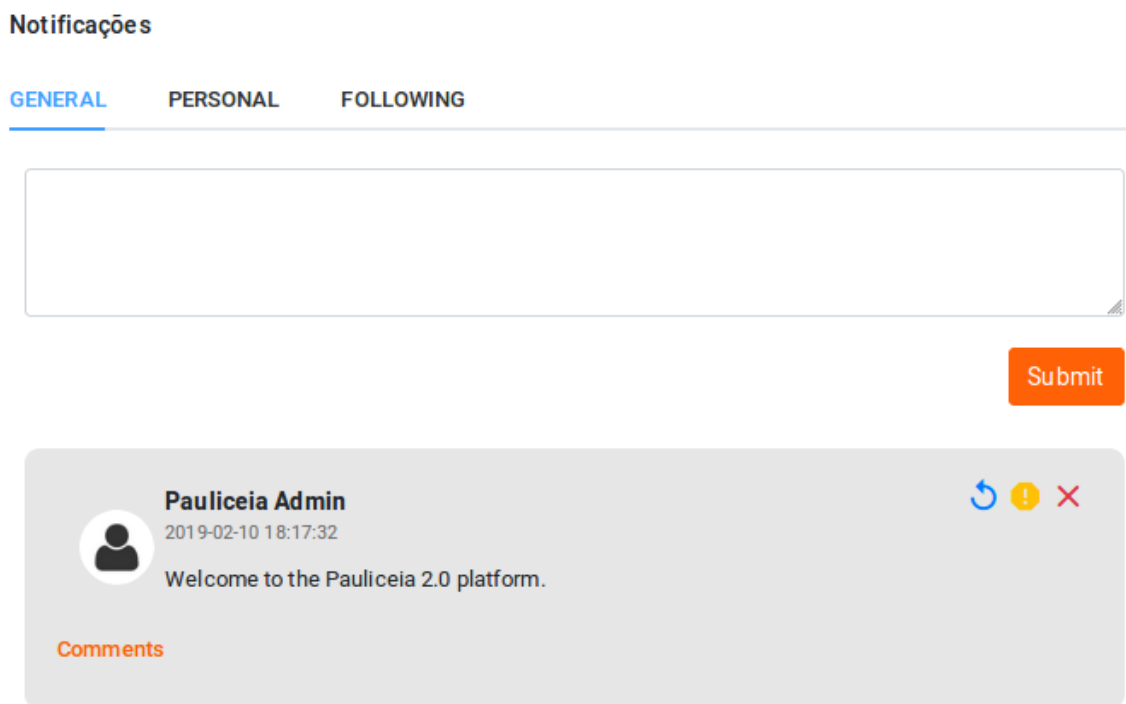 Notificações
GENERAL PERSONAL FOLLOWING
Submit
Pauliceia Admin
2019-02-10 18:17:32
Welcome to the Pauliceia 2.0 platform.
Comments